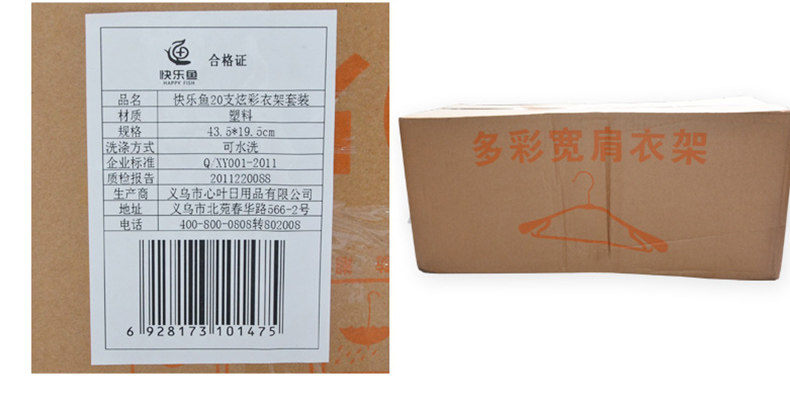 快乐鱼
HAPPY FISH
合格证
品名 快乐鱼20支炫彩衣架套装
材质 塑料
规格 43.5*19.5cm
洗涤方式 可水洗
企业标准 Q/XY001-2011
质检报告 2011220088
生产商 义乌市心叶日用品有限公司
地址 义乌市北苑春华路566-2号
电话 400-800-0808转802008
6 928173 101475
多彩宽肩衣架